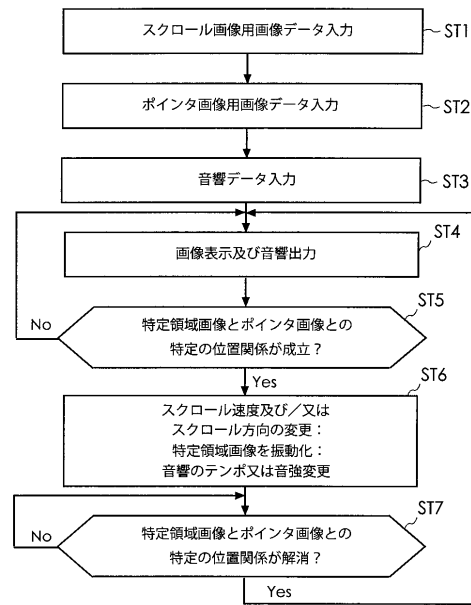 スクロール画像用画像データ入力
ST1
ポインタ画像用画像データ入力
ST2
音響データ入力
ST3
ST4
画像表示及び音響出力
ST5
特定領域画像とポインタ画像との
特定の位置関係が成立?
No
Yes
ST6
スクロール速度及び/又は
スクロール方向の変更:
特定領域画像を振動化:
音響のテンポ又は音強変更
ST7
特定領域画像とポインタ画像との
特定の位置関係が解消?
No
Yes